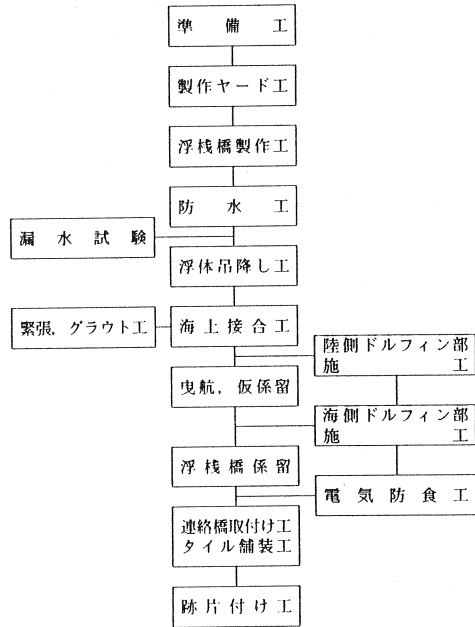 準備工
製作ヤード工
浮桟橋製作工
防水工
漏水試験
浮体吊降し工
緊張，グラウト工
海上接合工
陸側ドルフィン部
施工
曳航，仮係留
海側ドルフィン部
施工
浮桟橋係留
電気防食工
連絡橋取付け工
タイル舗装工
跡片付け工